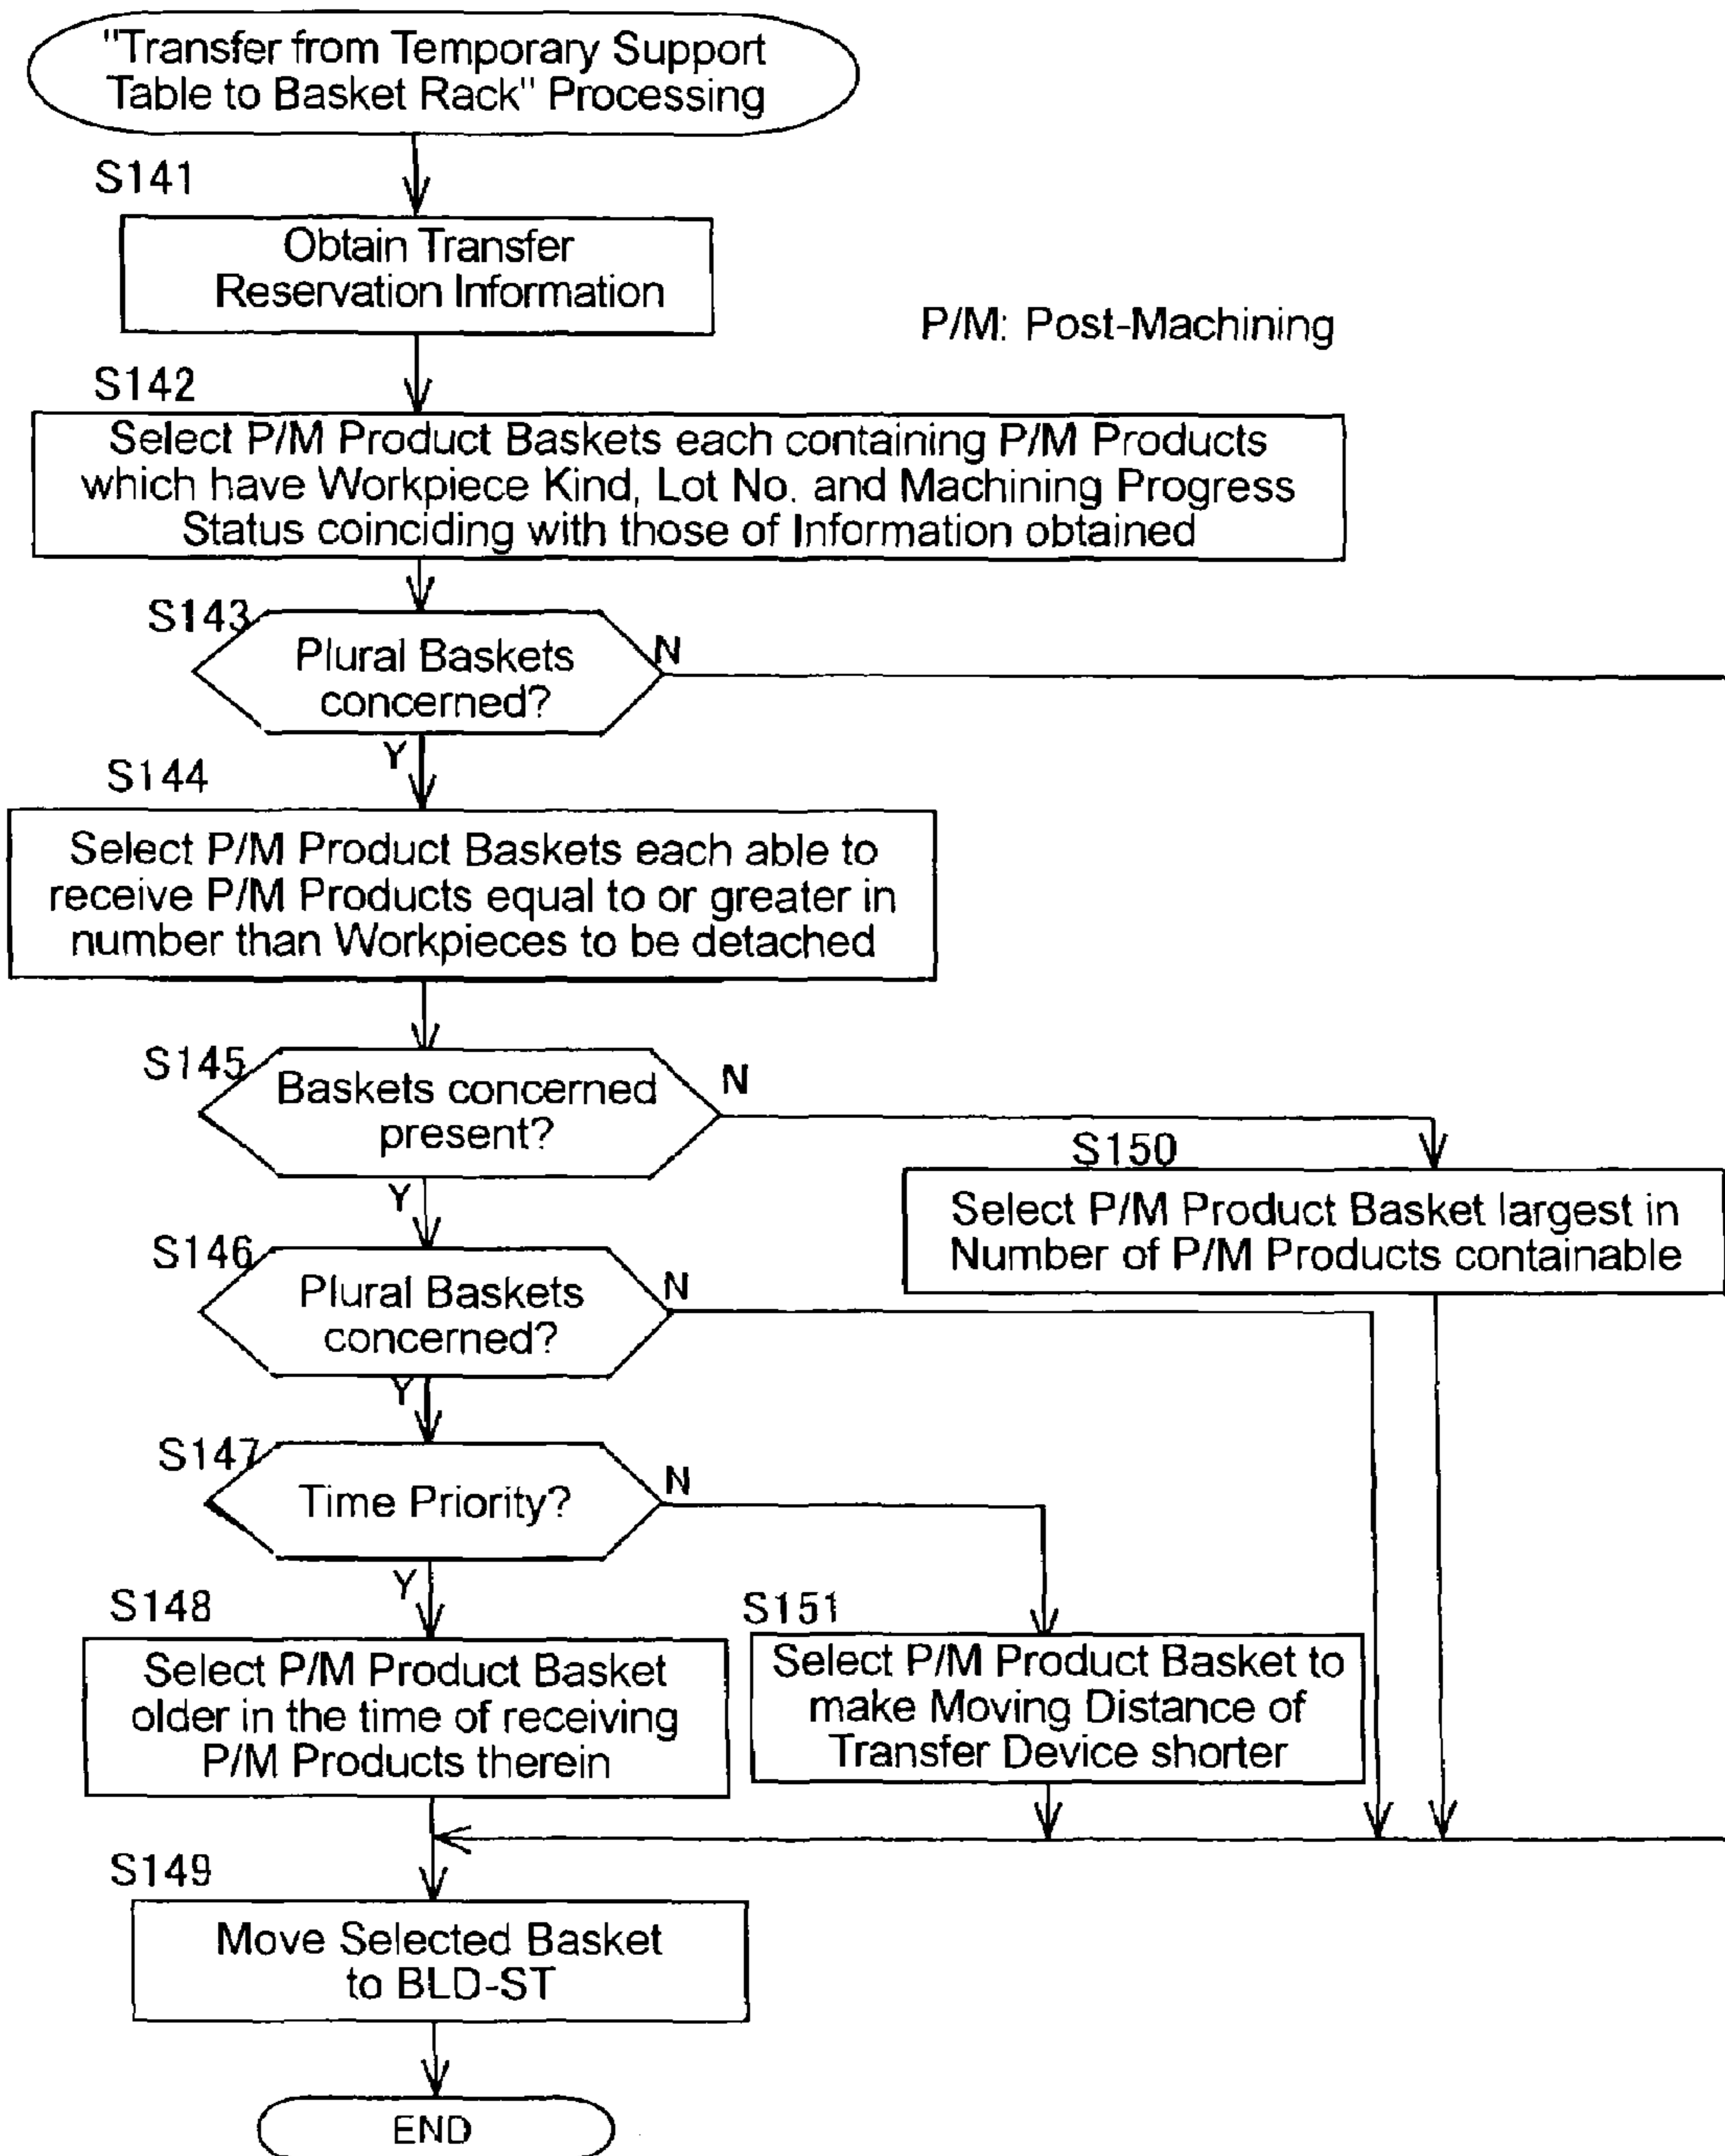 "Transfer from Temporary Support
Table to Basket Rack" Processing
S141
Obtain Transfer
Reservation Information
P/M: Post-Machining
S142
Select P/M Product Baskets each containing P/M Products
which have Workpiece Kind, Lot No. and Machining Progress
Status coinciding with those of Information obtained
S143
Plural Baskets
concerned?
N
Y
S144
Select P/M Product Baskets each able to
receive P/M Products equal to or greater in
number than Workpieces to be detached
S145
Baskets concerned
present?
N
Y
S150
Select P/M Product Basket largest in
Number of P/M Products containable
S146
Plural Baskets
concerned?
N
Y
S147
Time Priority?
N
Y
S148
Select P/M Product Basket
older in the time of receiving
P/M Products therein
S151
Select P/M Product Basket to
make Moving Distance of
Transfer Device shorter
S149
Move Selected Basket
to BLD-ST
END